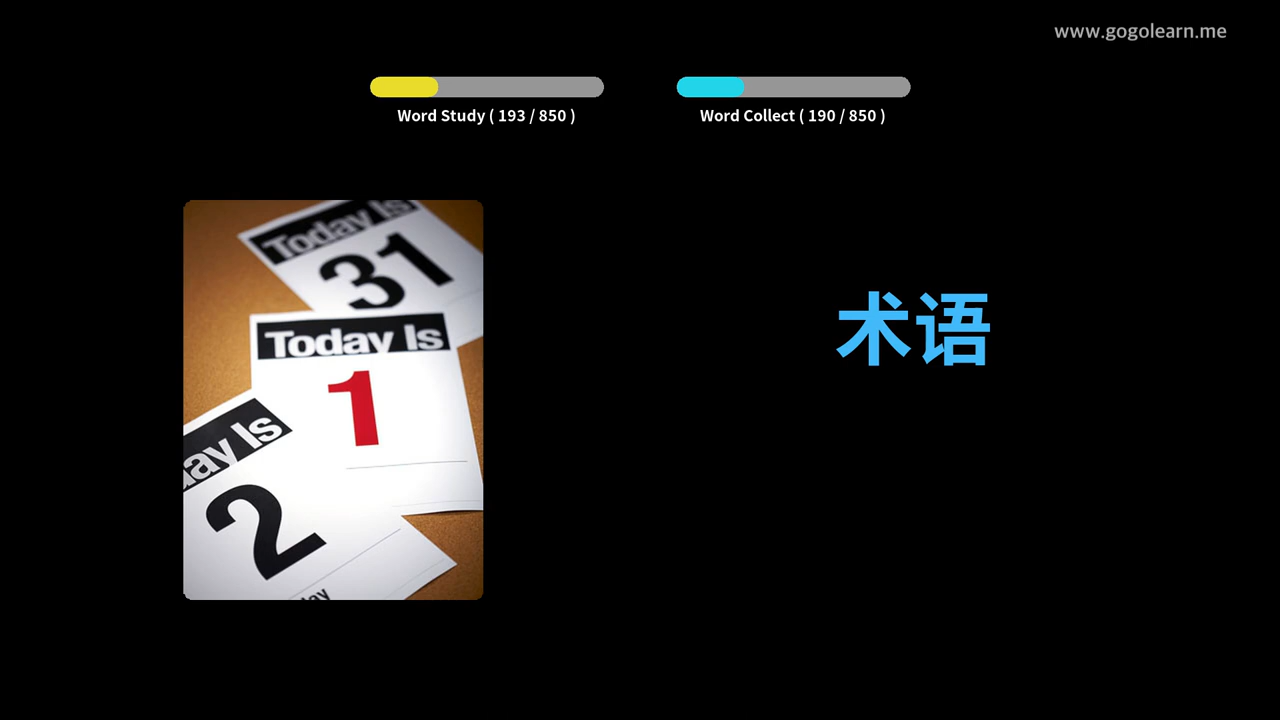 www.gogolearn.me
Word Study ( 193 / 850 )
Word Collect ( 190 / 850 )
Today Is
31
Today Is
1
术语
day Is
2